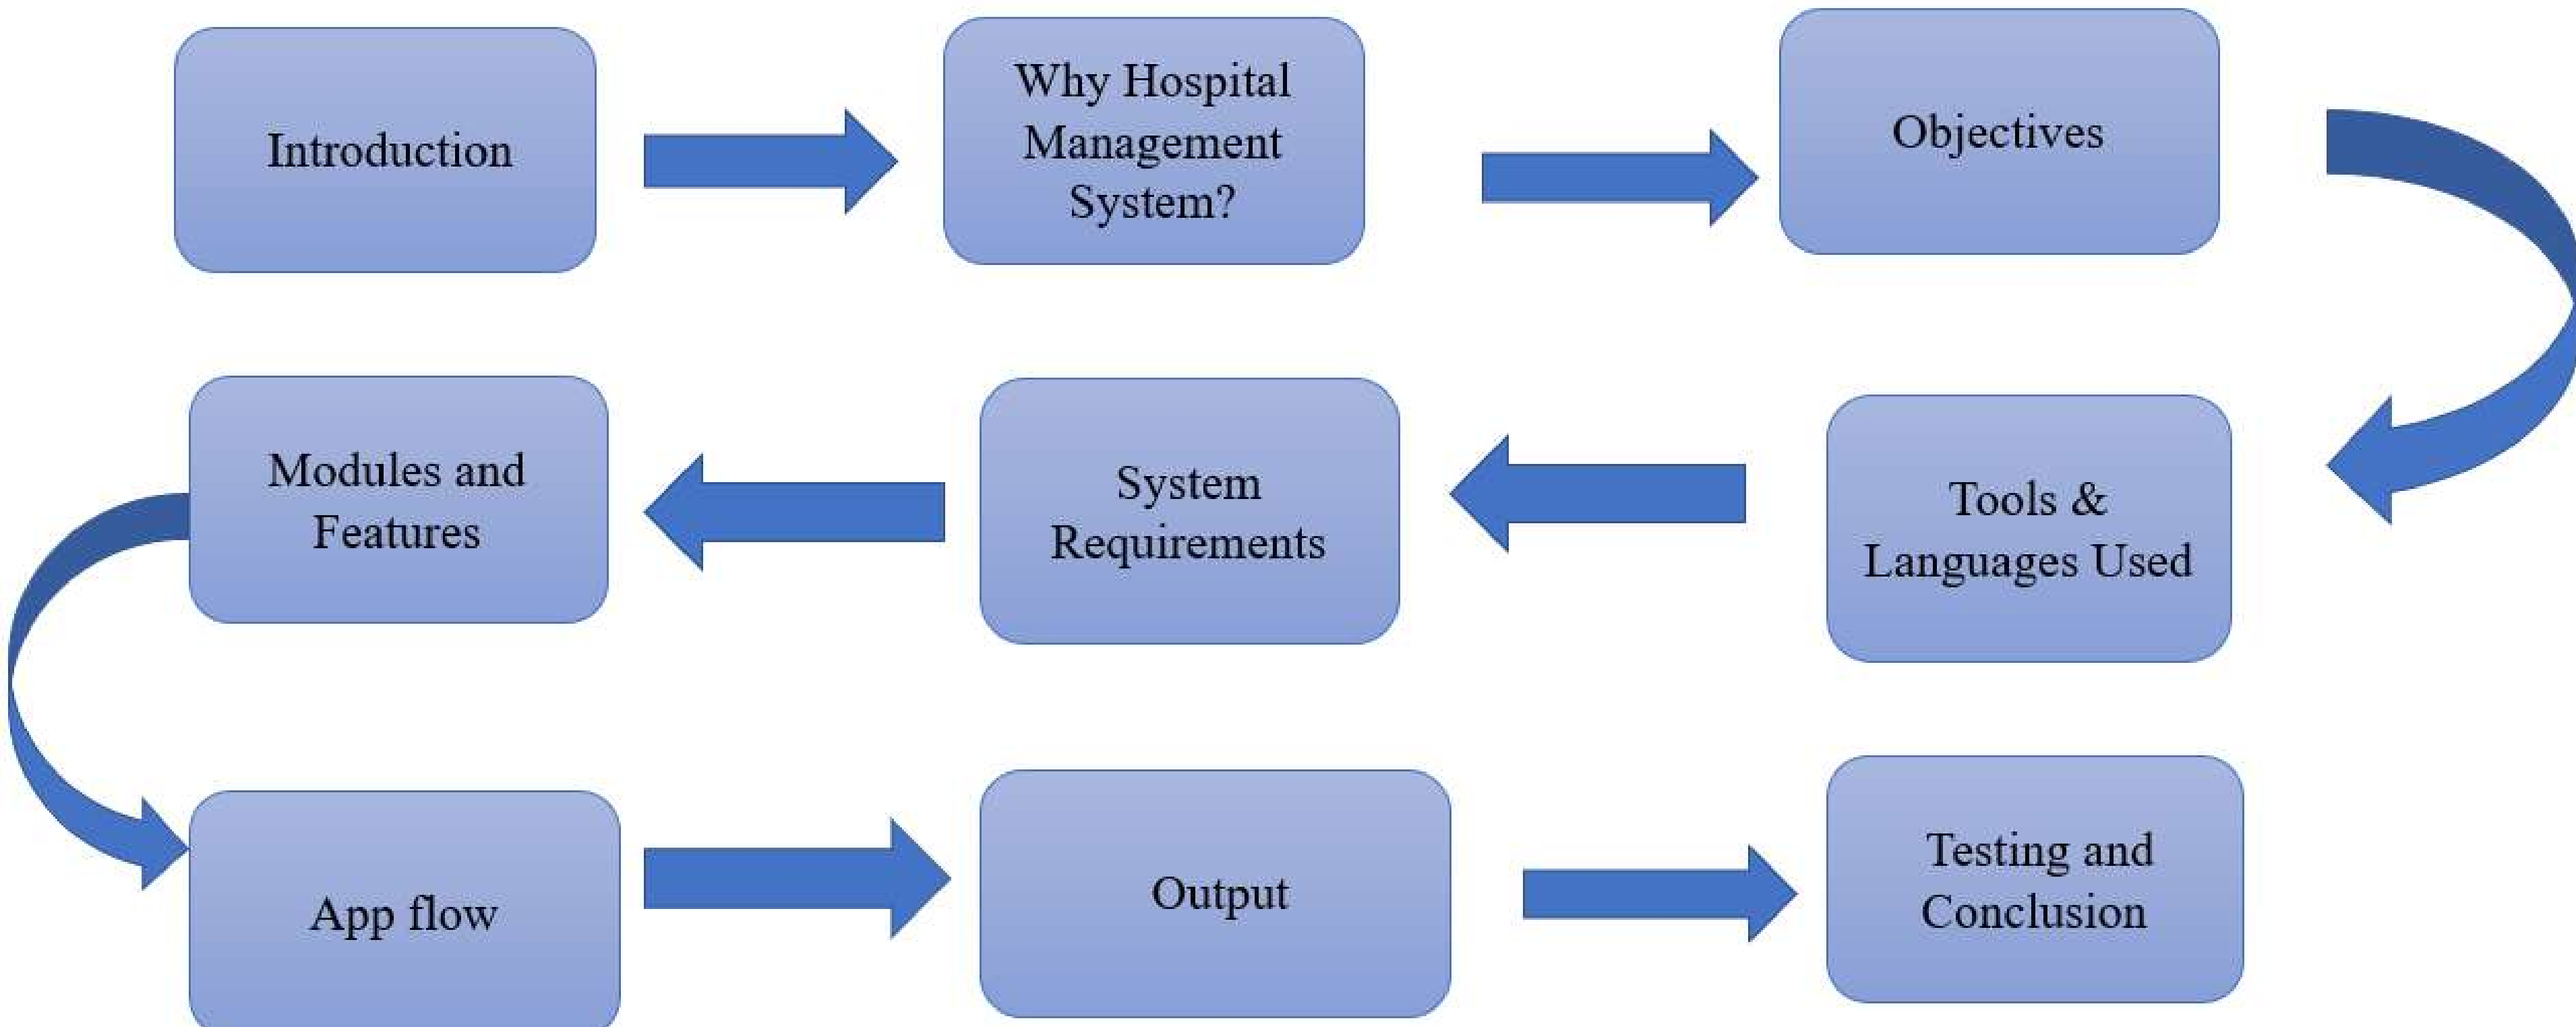 Introduction
Why Hospital
Management
System?
Objectives
Tools &
Languages Used
System
Requirements
Modules and
Features
App flow
Output
Testing and
Conclusion